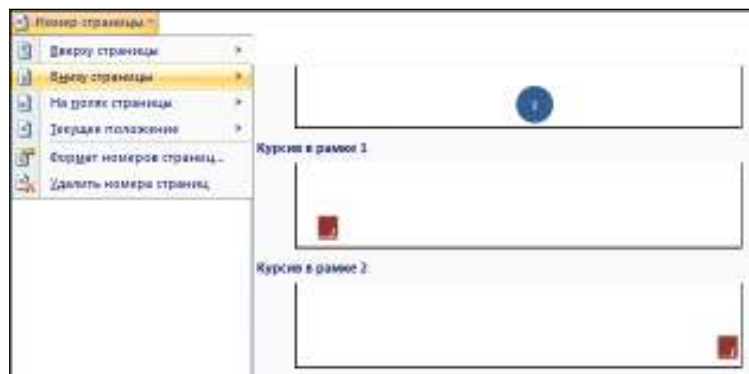 Номер страницы
Вверху страницы
Внизу страницы
На полях страницы
Текущее положение
Формат номеров страниц...
Удалить номера страниц
Курсив в рамке 1
Курсив в рамке 2